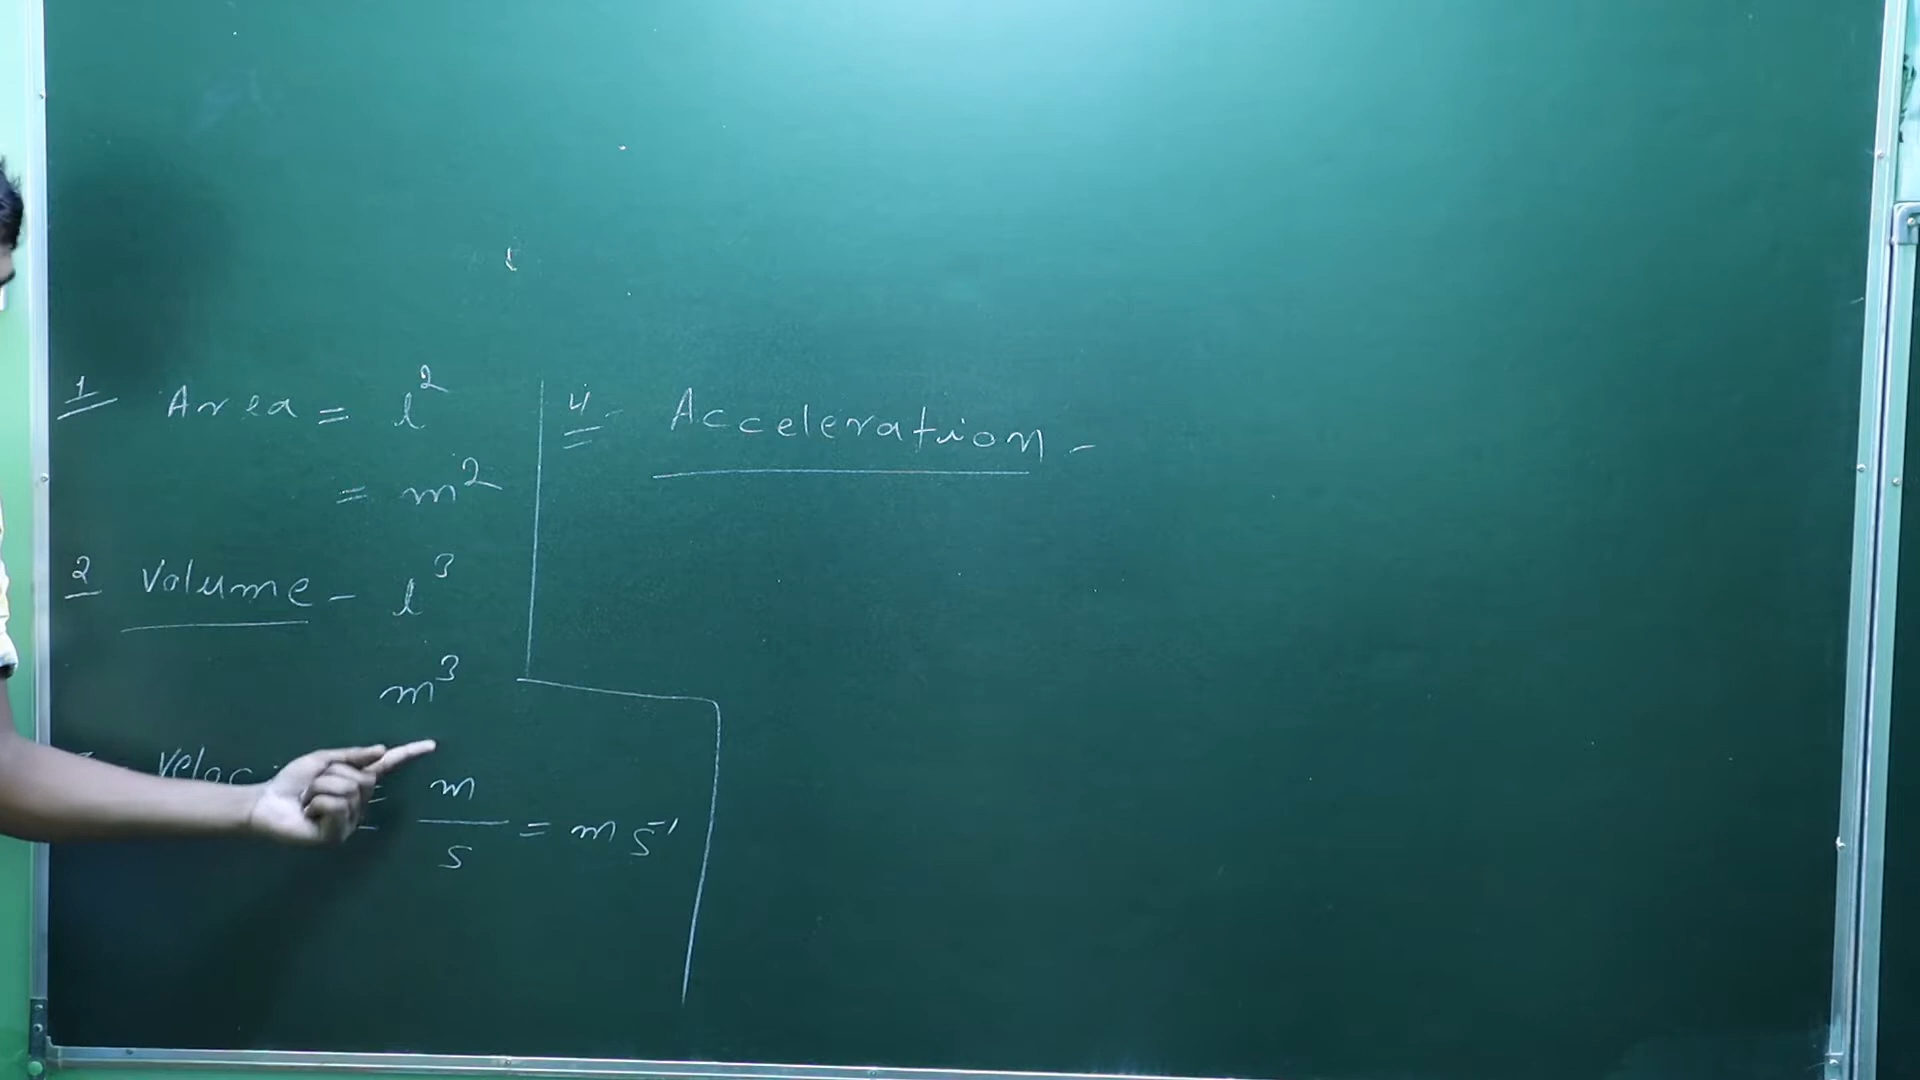 1 Area = l²
= m²
2 Volume - l³
m³
= m/s = m s⁻¹
4 Acceleration -